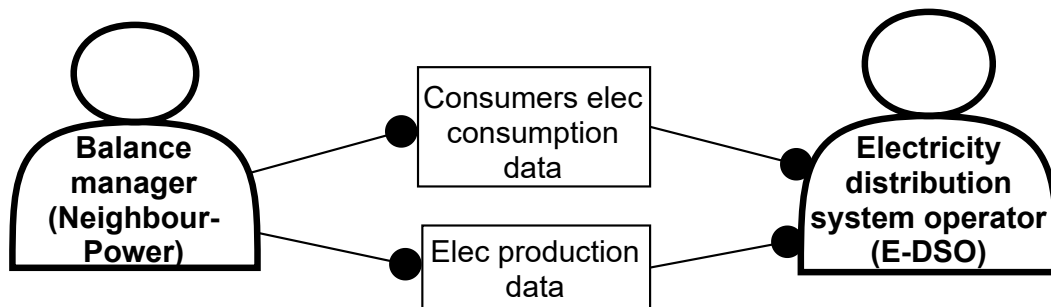 Balance
manager
(Neighbour-
Power)
Consumers elec
consumption
data
Elec production
data
Electricity
distribution
system operator
(E-DSO)